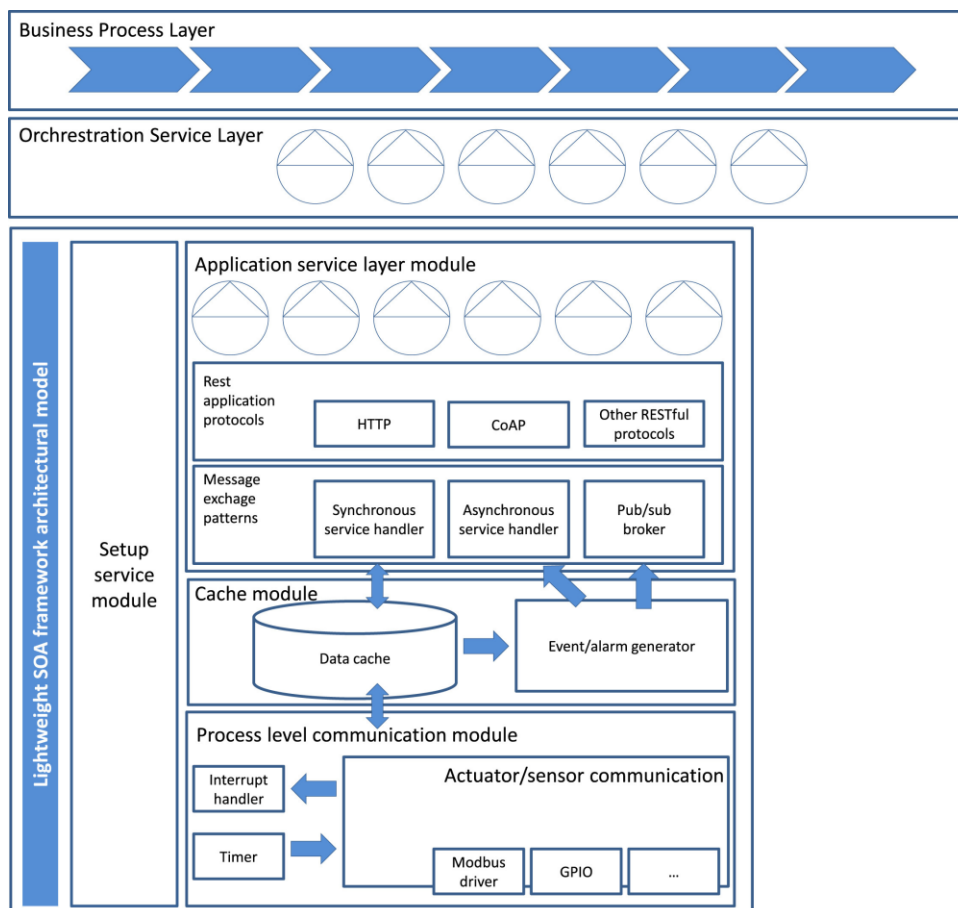 Business Process Layer
Orchrestration Service Layer
Lightweight SOA framework architectural model
Setup
service
module
Application service layer module
Rest
application
protocols
HTTP
CoAP
Other RESTful
protocols
Message
exchage
patterns
Synchronous
service handler
Asynchronous
service handler
Pub/sub
broker
Cache module
Data cache
Event/alarm generator
Process level communication module
Interrupt
handler
Timer
Actuator/sensor communication
Modbus
driver
GPIO
...